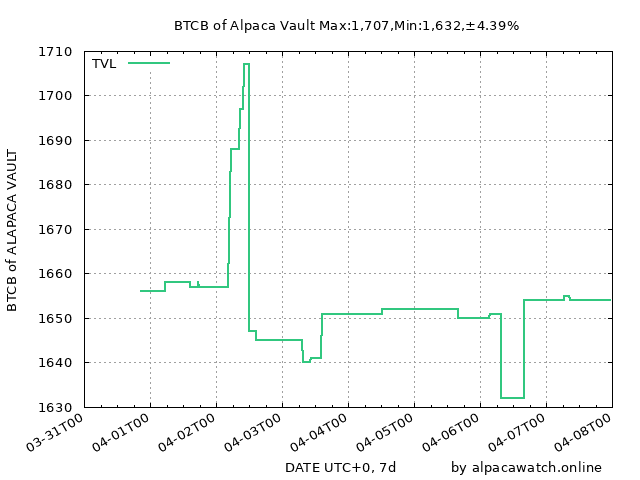 BTCB of Alpaca Vault Max:1,707,Min:1,632,±4.39%
TVL
1710
1700
1690
1680
1670
1660
1650
1640
1630
BTCB of ALAPACA VAULT
03-31T00
04-01T00
04-02T00
04-03T00
04-04T00
04-05T00
04-06T00
04-07T00
04-08T00
DATE UTC+0, 7d
by alpacawatch.online